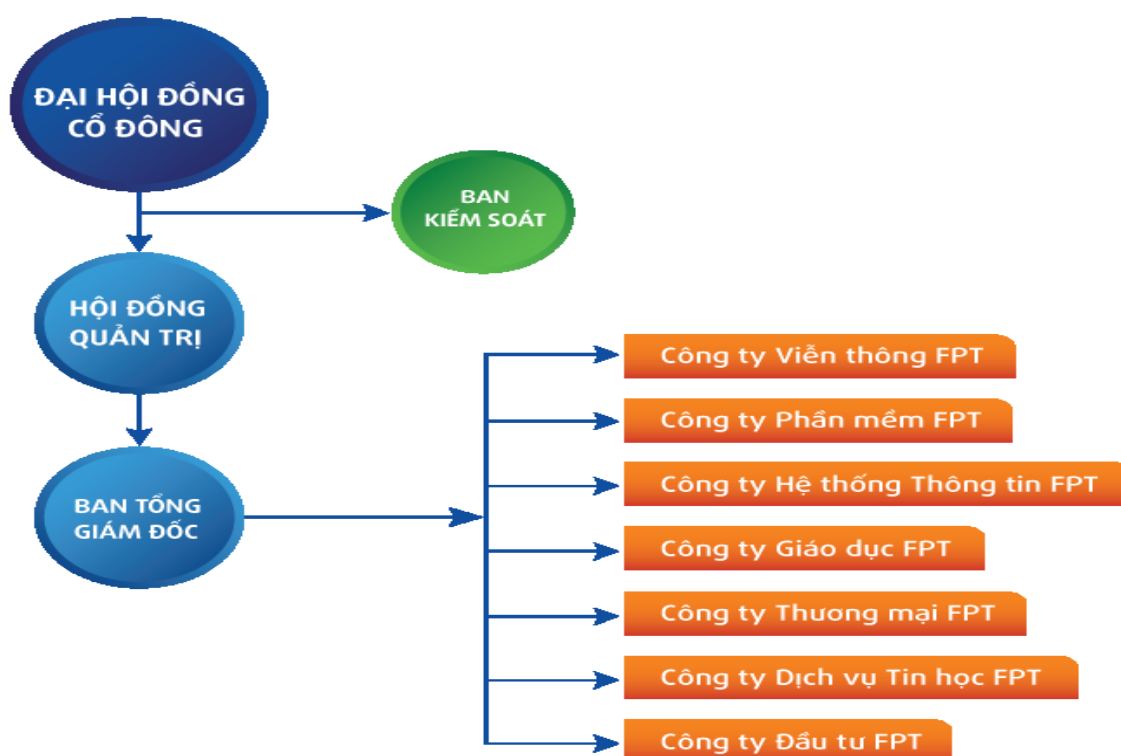 ĐẠI HỘI ĐỒNG
CỔ ĐÔNG
BAN
KIỂM SOÁT
HỘI ĐỒNG
QUẢN TRỊ
BAN TỔNG
GIÁM ĐỐC
Công ty Viễn thông FPT
Công ty Phần mềm FPT
Công ty Hệ thống Thông tin FPT
Công ty Giáo dục FPT
Công ty Thương mại FPT
Công ty Dịch vụ Tin học FPT
Công ty Đầu tư FPT